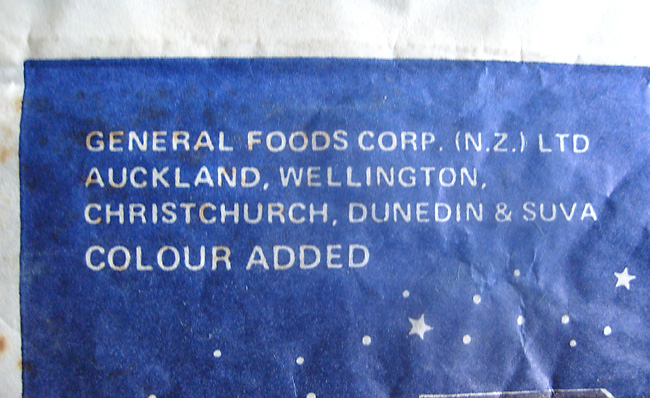 GENERAL FOODS CORP. (N.Z.) LTD
AUCKLAND, WELLINGTON,
CHRISTCHURCH, DUNEDIN & SUVA
COLOUR ADDED